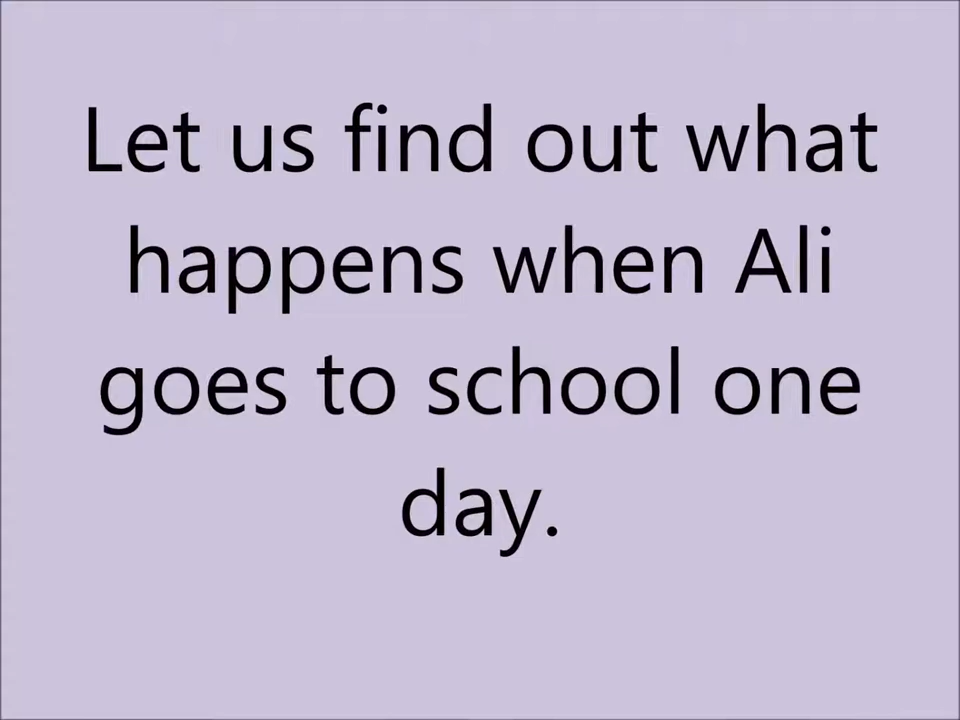 Let us find out what
happens when Ali
goes to school one
day.